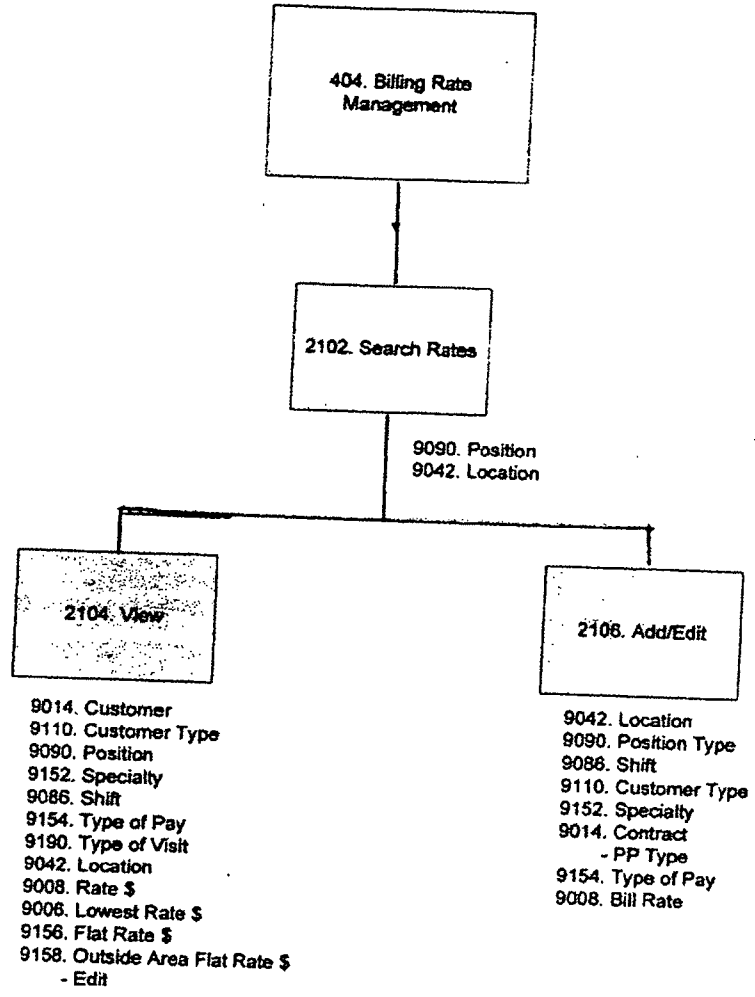 404. Billing Rate
Management
2102. Search Rates
9090. Position
9042. Location
2104. View
9014. Customer
9110. Customer Type
9090. Position
9152. Specialty
9086. Shift
9154. Type of Pay
9190. Type of Visit
9042. Location
9008. Rate $
9006. Lowest Rate $
9156. Flat Rate $
9158. Outside Area Flat Rate $
- Edit
2106. Add/Edit
9042. Location
9090. Position Type
9086. Shift
9110. Customer Type
9152. Specialty
9014. Contract
- PP Type
9154. Type of Pay
9008. Bill Rate